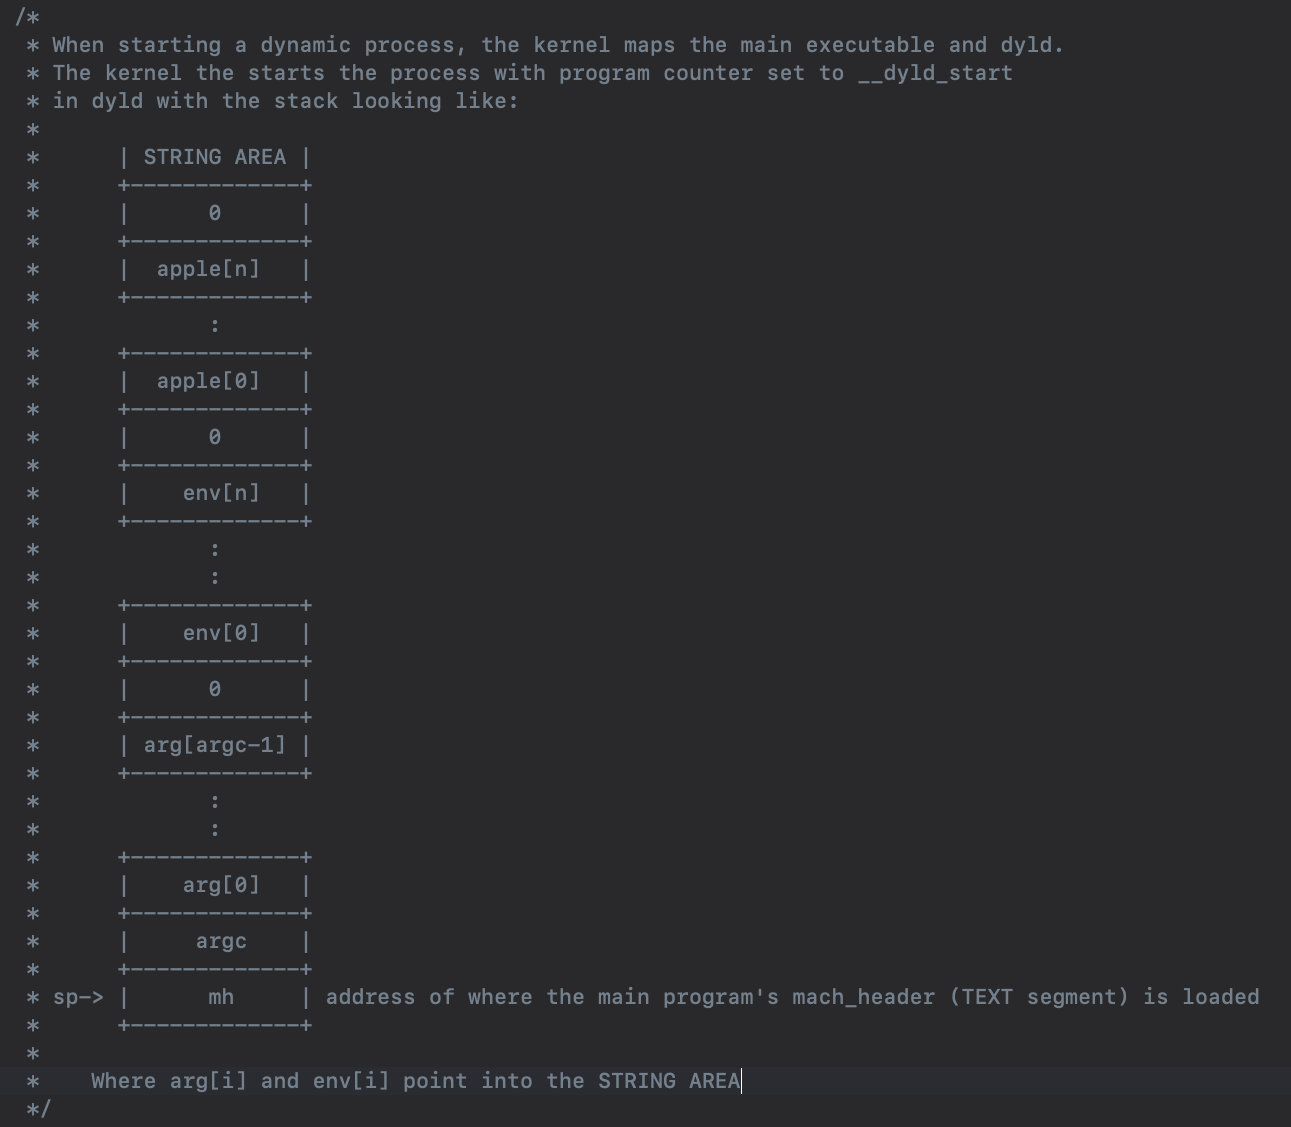 /*
 * When starting a dynamic process, the kernel maps the main executable and dyld.
 * The kernel the starts the process with program counter set to __dyld_start
 * in dyld with the stack looking like:
 *
 *      | STRING AREA |
 *      +-------------+
 *      |      0      |
 *      +-------------+
 *      |  apple[n]   |
 *      +-------------+
 *             :
 *      +-------------+
 *      |  apple[0]   |
 *      +-------------+
 *      |      0      |
 *      +-------------+
 *      |    env[n]   |
 *      +-------------+
 *             :
 *             :
 *      +-------------+
 *      |    env[0]   |
 *      +-------------+
 *      |      0      |
 *      +-------------+
 *      | arg[argc-1] |
 *      +-------------+
 *             :
 *             :
 *      +-------------+
 *      |    arg[0]   |
 *      +-------------+
 *      |     argc    |
 *      +-------------+
 * sp-> |      mh     | address of where the main program's mach_header (TEXT segment) is loaded
 *      +-------------+
 *
 *    Where arg[i] and env[i] point into the STRING AREA
 */